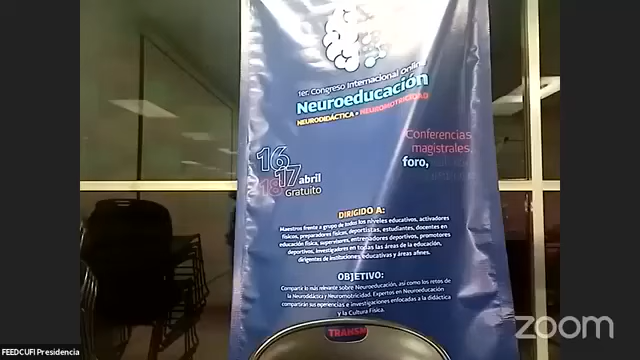 1er. Congreso Internacional online
Neuroeducación
NEURODIDÁCTICA • NEUROMOTRICIDAD
Conferencias
magistrales,
foro,
16
17 abril
18 Gratuito
DIRIGIDO A:
Maestros frente a grupo de todos los niveles educativos, activadores
físicos, preparadores físicos, deportistas, estudiantes, docentes en
educación física, supervisores, entrenadores deportivos, promotores
deportivos, investigadores en todas las áreas de la educación,
dirigentes de instituciones educativas y áreas afines.
OBJETIVO:
Compartir lo más relevante sobre Neuroeducación, así como los retos de
la Neurodidáctica y Neuromotricidad. Expertos en Neuroeducación
compartirán sus experiencias e investigaciones enfocadas a la didáctica
y la Cultura Física.
TRANSM
zoom
FEEDCUFI Presidencia